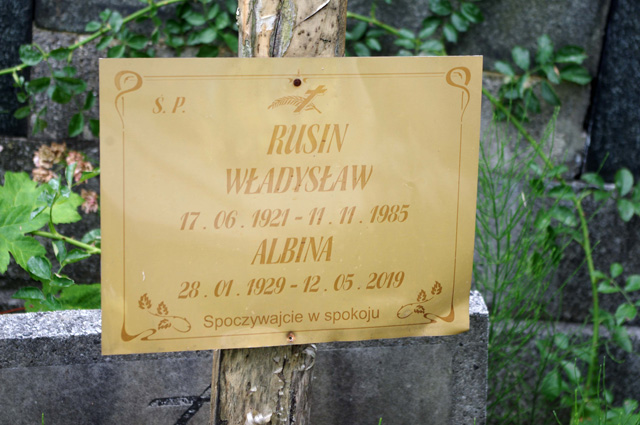 Ś. P.
RUSIN
WŁADYSŁAW
17.06.1921 - 11.11.1985
ALBINA
28.01.1929 - 12.05.2019
Spoczywajcie w spokoju